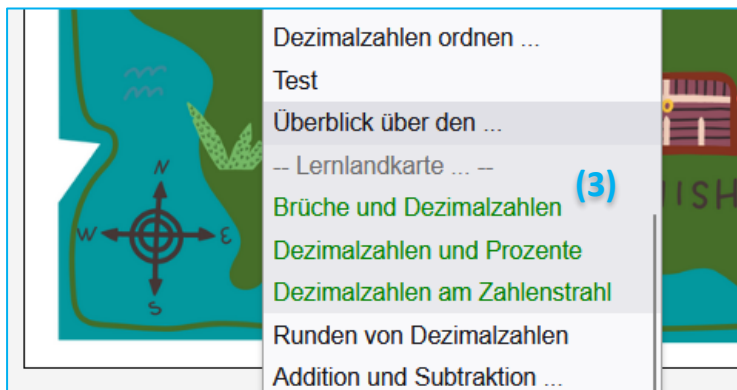 Dezimalzahlen ordnen ...
Test
Überblick über den ...
-- Lernlandkarte ... --
(3)
Brüche und Dezimalzahlen
Dezimalzahlen und Prozente
Dezimalzahlen am Zahlenstrahl
Runden von Dezimalzahlen
Addition und Subtraktion ...
N
W
E
S
ISH